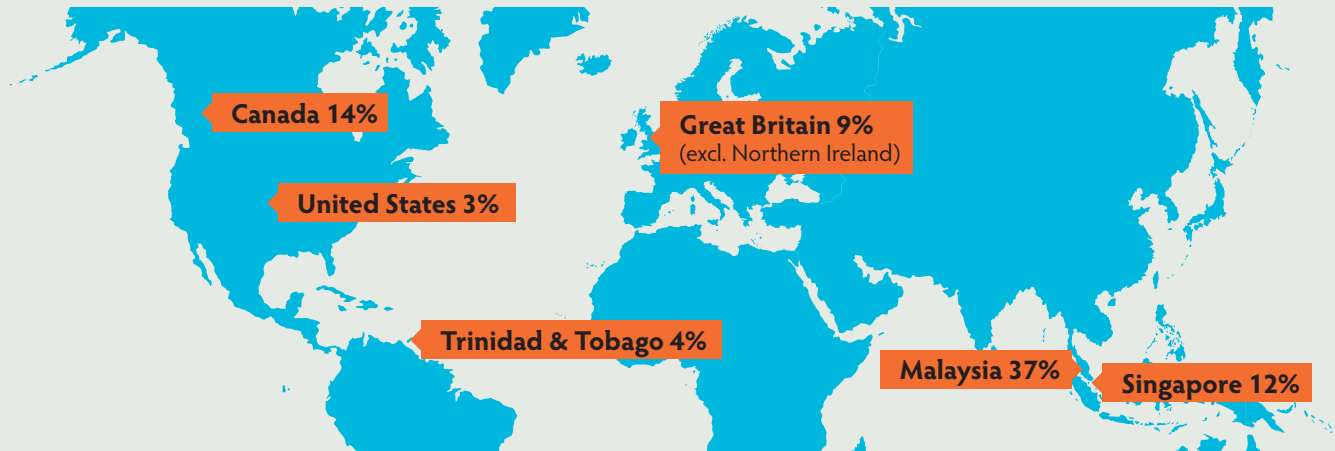 Canada 14%
Great Britain 9%
(excl. Northern Ireland)
United States 3%
Trinidad & Tobago 4%
Malaysia 37%
Singapore 12%